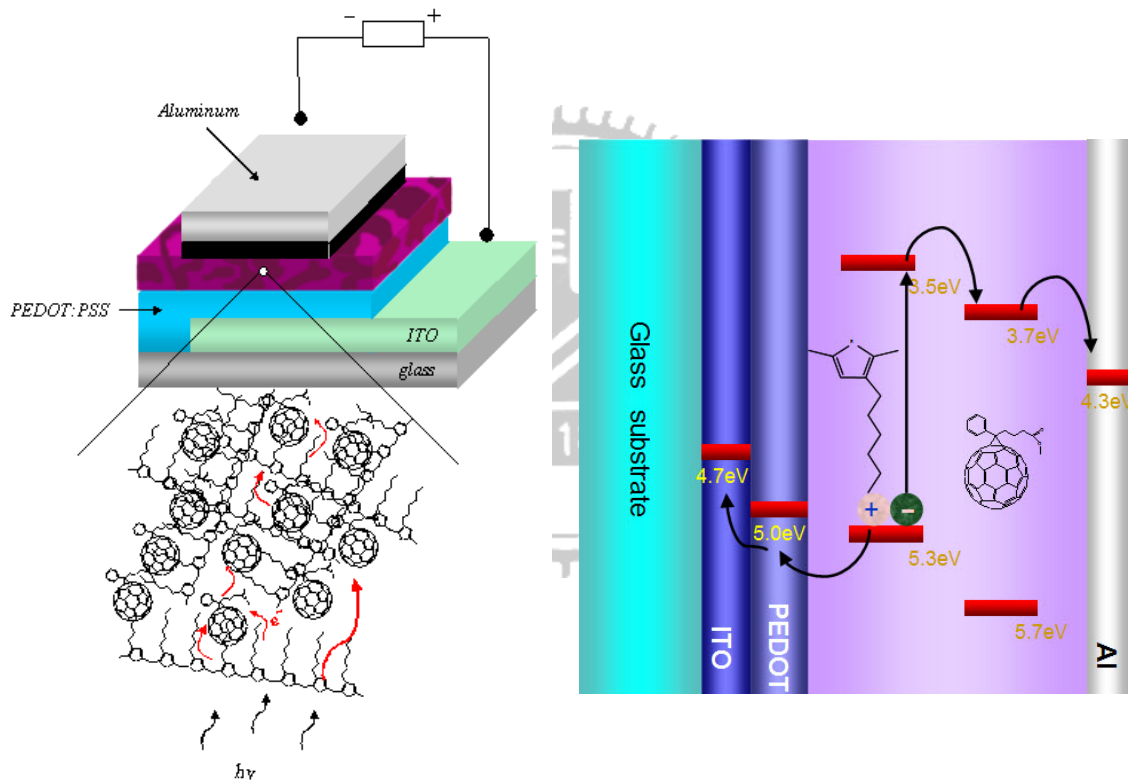 −
+
Aluminum
PEDOT:PSS
ITO
glass
e⁻
hν
Glass substrate
ITO
PEDOT
Al
3.5eV
3.7eV
4.3eV
4.7eV
5.0eV
+
−
5.3eV
5.7eV